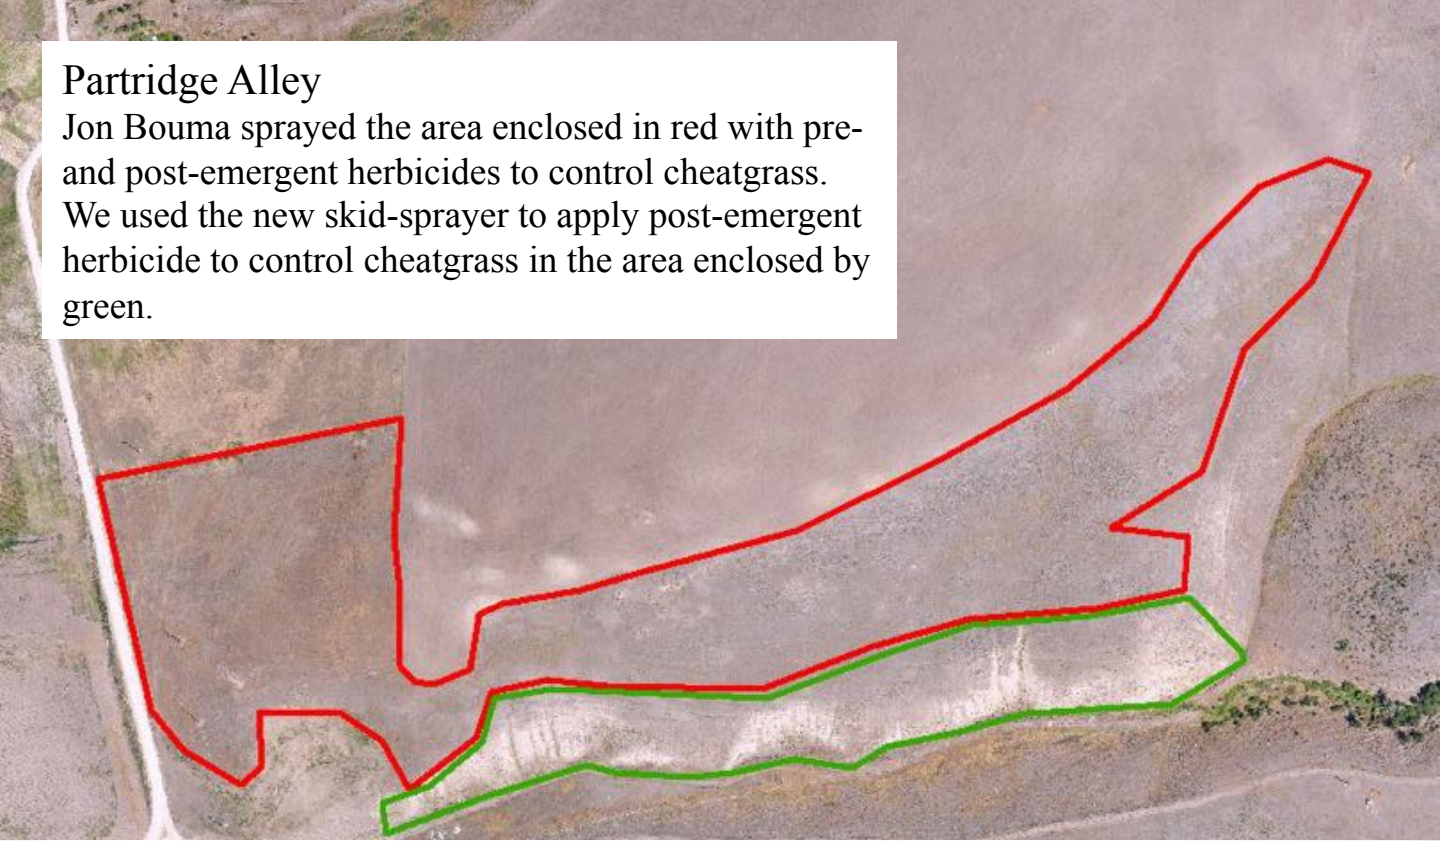 Partridge Alley
Jon Bouma sprayed the area enclosed in red with pre-
and post-emergent herbicides to control cheatgrass.
We used the new skid-sprayer to apply post-emergent
herbicide to control cheatgrass in the area enclosed by
green.